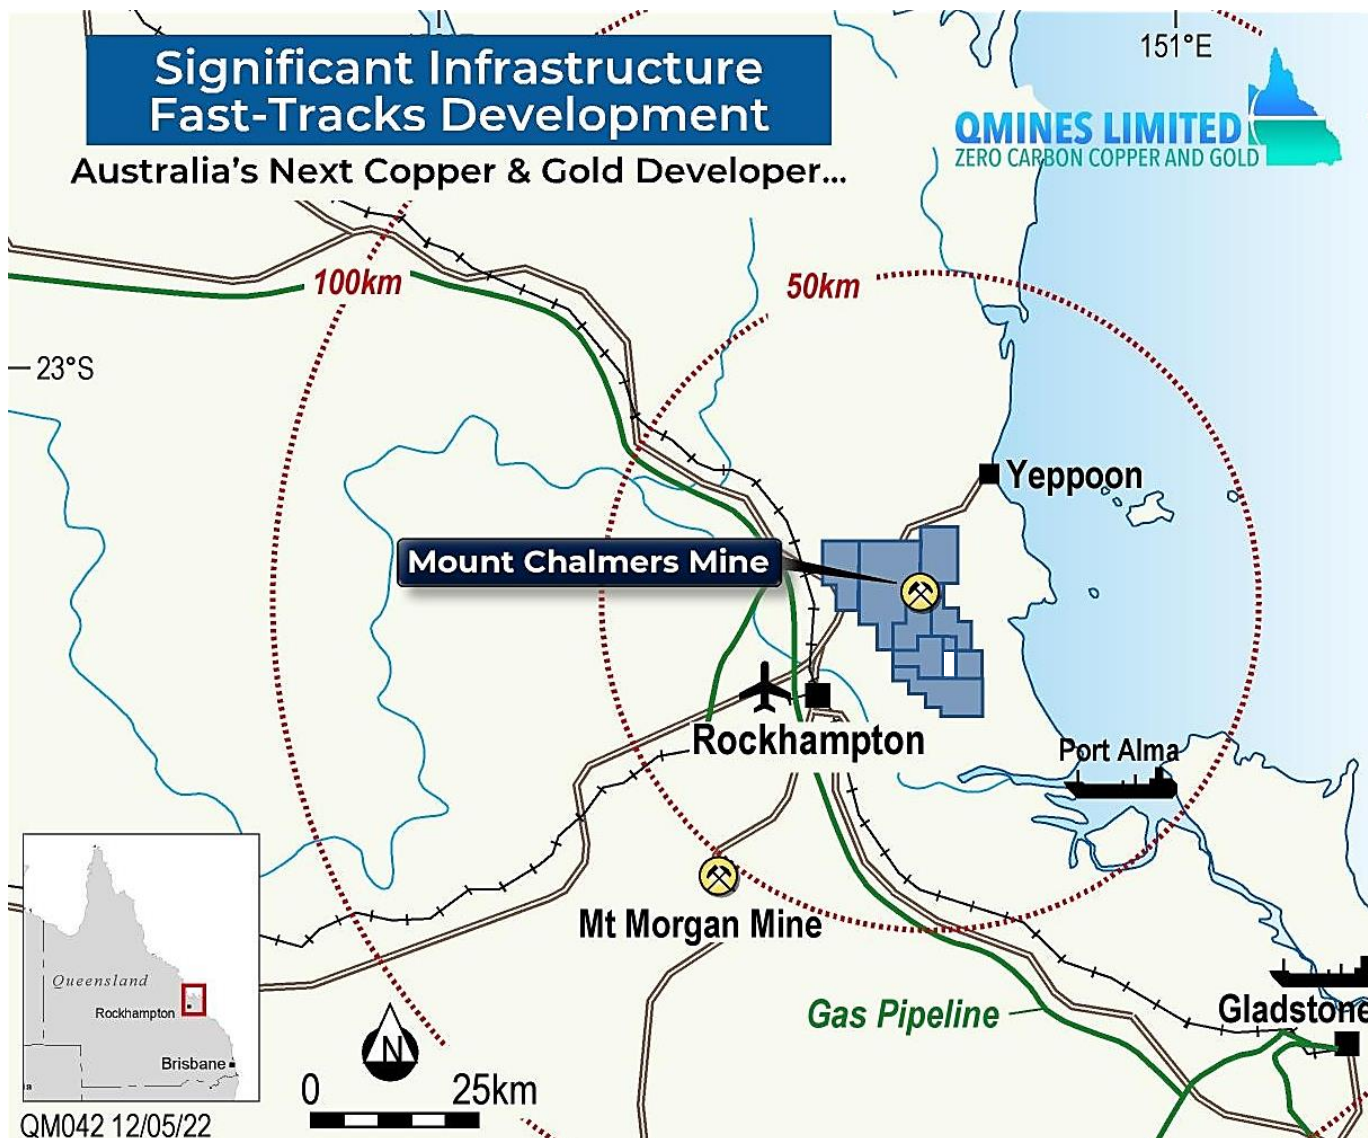 Significant Infrastructure
Fast-Tracks Development
Australia's Next Copper & Gold Developer...
151°E
QMINES LIMITED
ZERO CARBON COPPER AND GOLD
100km
50km
23°S
Yeppoon
Mount Chalmers Mine
Rockhampton
Port Alma
Mt Morgan Mine
Gas Pipeline
Gladstone
Queensland
Rockhampton
Brisbane
N
0 25km
QM042 12/05/22